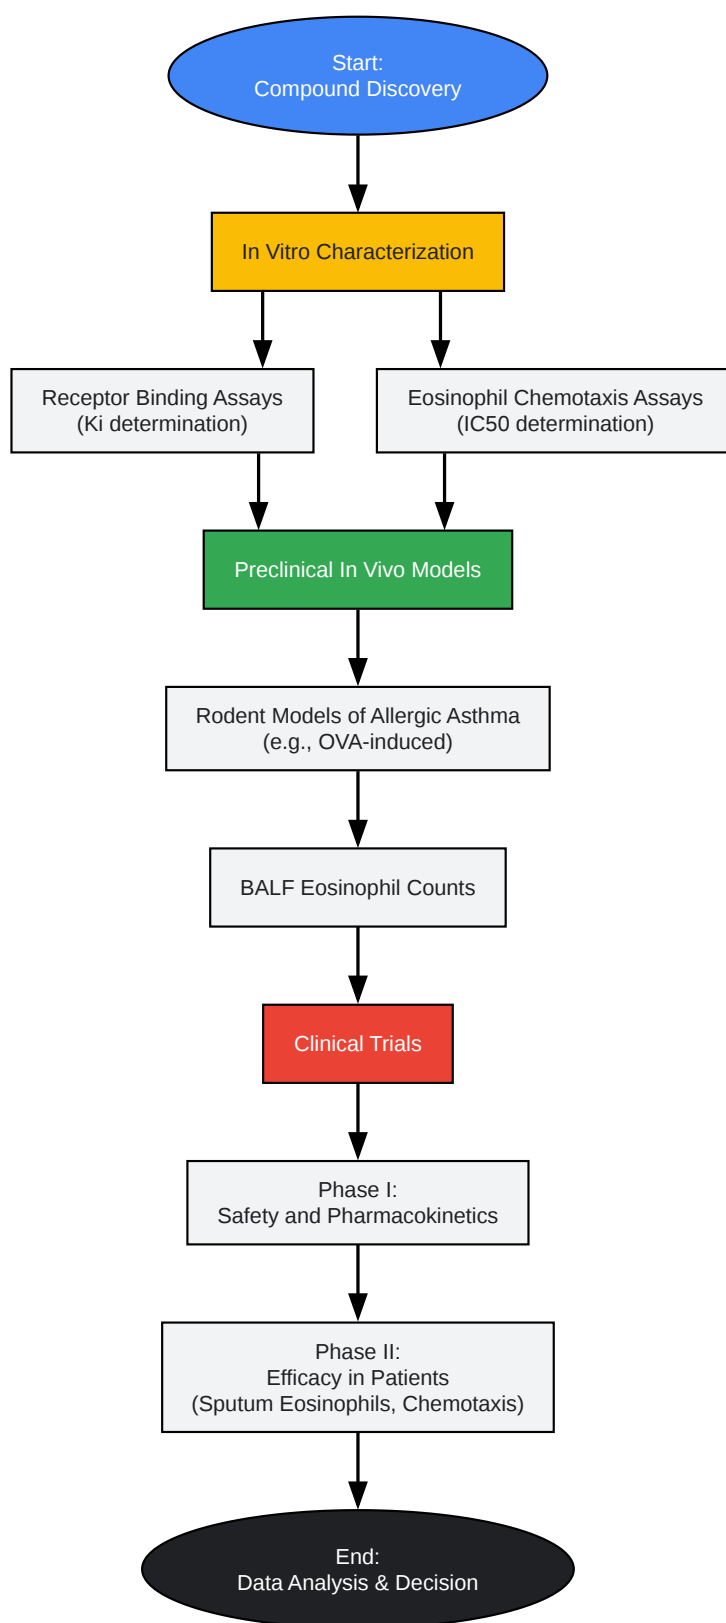 Start:
Compound Discovery
In Vitro Characterization
Receptor Binding Assays
(Ki determination)
Eosinophil Chemotaxis Assays
(IC50 determination)
Preclinical In Vivo Models
Rodent Models of Allergic Asthma
(e.g., OVA-induced)
BALF Eosinophil Counts
Clinical Trials
Phase I:
Safety and Pharmacokinetics
Phase II:
Efficacy in Patients
(Sputum Eosinophils, Chemotaxis)
End:
Data Analysis & Decision